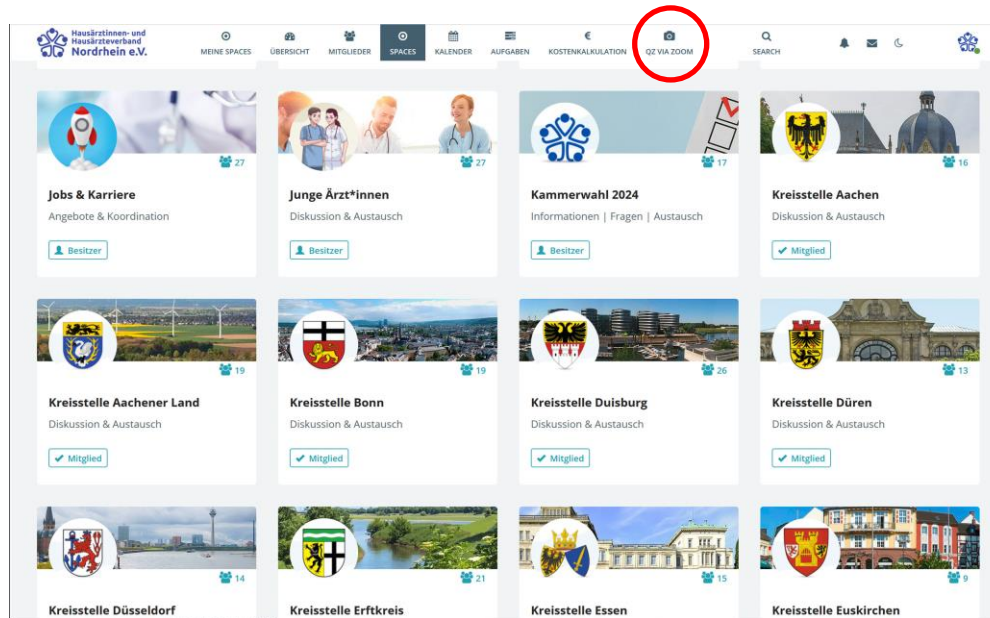 Hausärztinnen- und
Hausärzteverband
Nordrhein e.V.
MEINE SPACES
ÜBERSICHT
MITGLIEDER
SPACES
KALENDER
AUFGABEN
€
KOSTENKALKULATION
QZ VIA ZOOM
SEARCH
27
Jobs & Karriere
Angebote & Koordination
Besitzer
27
Junge Ärzt*innen
Diskussion & Austausch
Besitzer
17
Kammerwahl 2024
Informationen | Fragen | Austausch
Besitzer
16
Kreisstelle Aachen
Diskussion & Austausch
Mitglied
19
Kreisstelle Aachener Land
Diskussion & Austausch
Mitglied
19
Kreisstelle Bonn
Diskussion & Austausch
Mitglied
26
Kreisstelle Duisburg
Diskussion & Austausch
Mitglied
13
Kreisstelle Düren
Diskussion & Austausch
Mitglied
14
Kreisstelle Düsseldorf
21
Kreisstelle Erftkreis
15
Kreisstelle Essen
9
Kreisstelle Euskirchen